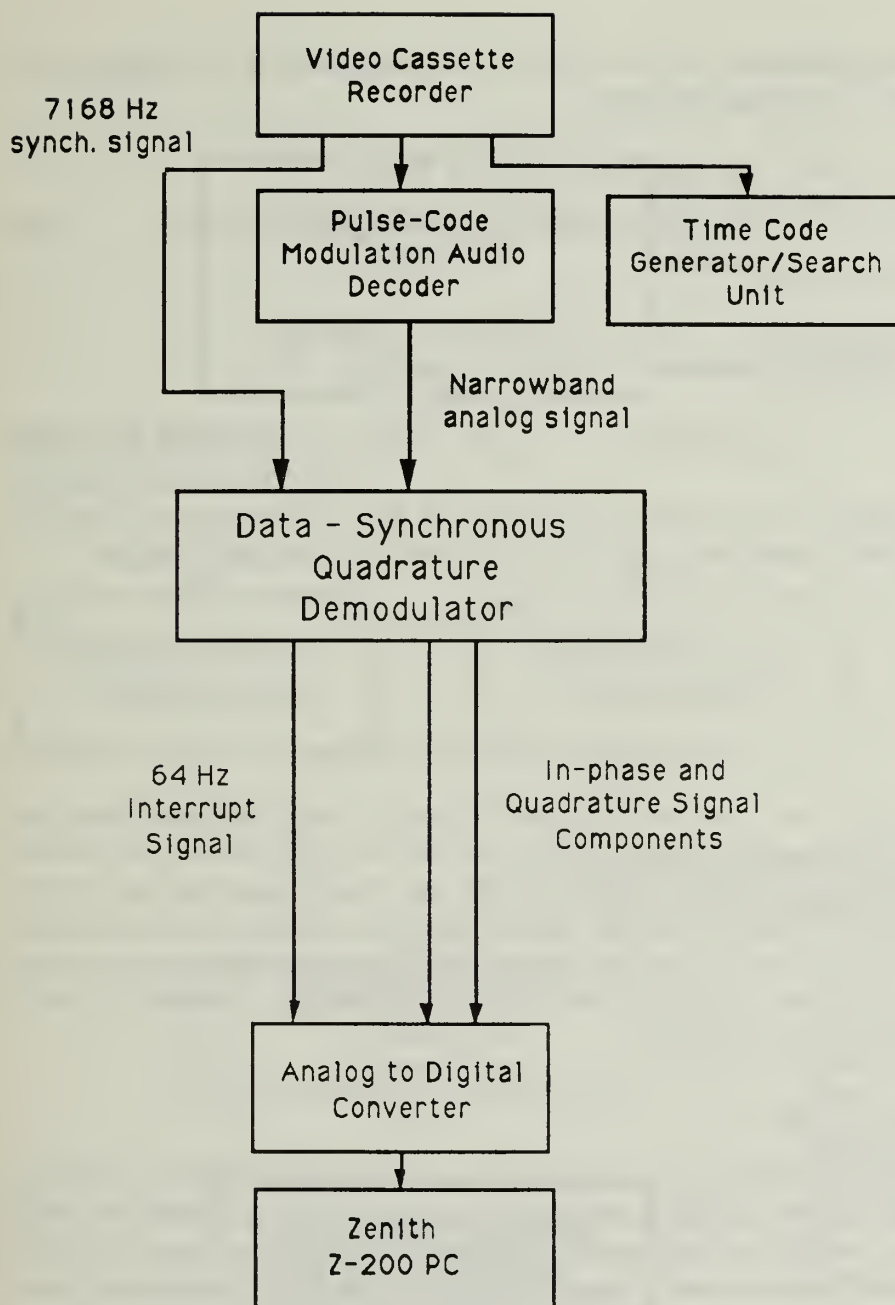 Video Cassette
Recorder
7168 Hz
synch. signal
Pulse-Code
Modulation Audio
Decoder
Time Code
Generator/Search
Unit
Narrowband
analog signal
Data - Synchronous
Quadrature
Demodulator
64 Hz
Interrupt
Signal
In-phase and
Quadrature Signal
Components
Analog to Digital
Converter
Zenith
Z-200 PC